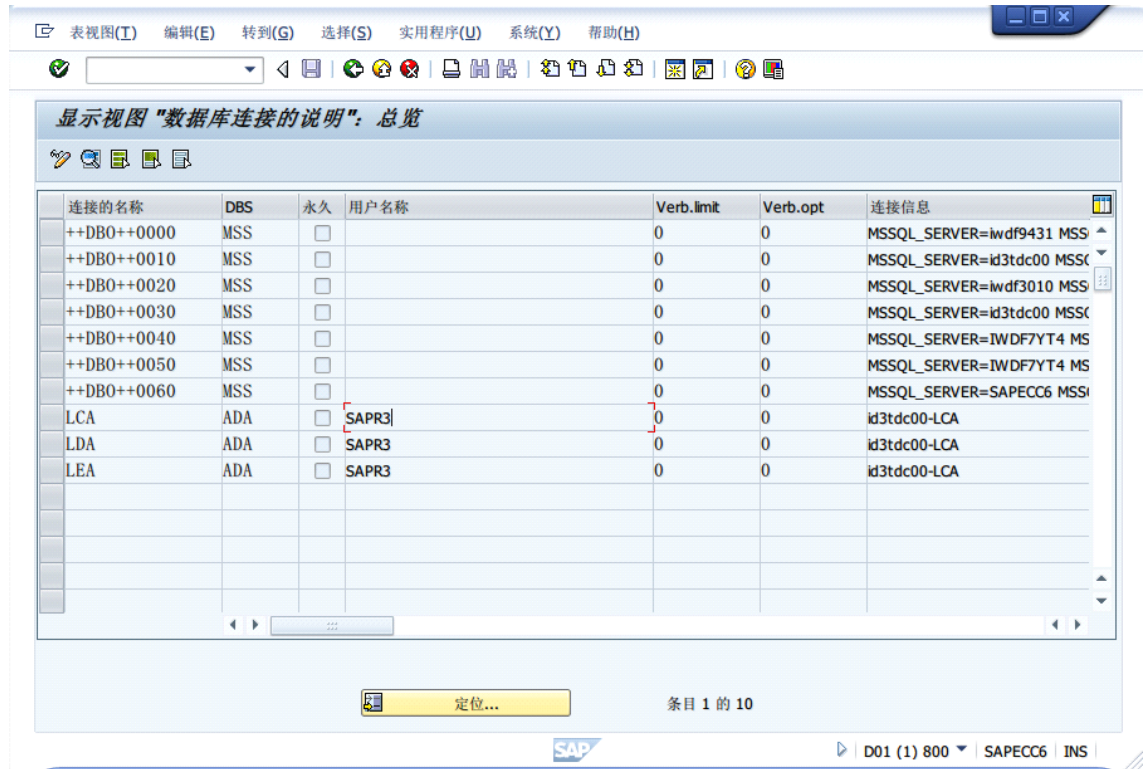 表视图(T) 编辑(E) 转到(G) 选择(S) 实用程序(U) 系统(Y) 帮助(H)
显示视图 "数据库连接的说明": 总览
连接的名称 DBS 永久 用户名称 Verb.limit Verb.opt 连接信息
++DBO++0000 MSS 0 0 MSSQL_SERVER=iwdf9431 MSS
++DBO++0010 MSS 0 0 MSSQL_SERVER=id3tdc00 MSS
++DBO++0020 MSS 0 0 MSSQL_SERVER=iwdf3010 MSS
++DBO++0030 MSS 0 0 MSSQL_SERVER=id3tdc00 MSS
++DBO++0040 MSS 0 0 MSSQL_SERVER=IWDF7YT4 MS
++DBO++0050 MSS 0 0 MSSQL_SERVER=IWDF7YT4 MS
++DBO++0060 MSS 0 0 MSSQL_SERVER=SAPECC6 MSS
LCA ADA SAPR3 0 0 id3tdc00-LCA
LDA ADA SAPR3 0 0 id3tdc00-LCA
LEA ADA SAPR3 0 0 id3tdc00-LCA
定位... 条目 1 的 10
SAP D01 (1) 800 SAPECC6 INS